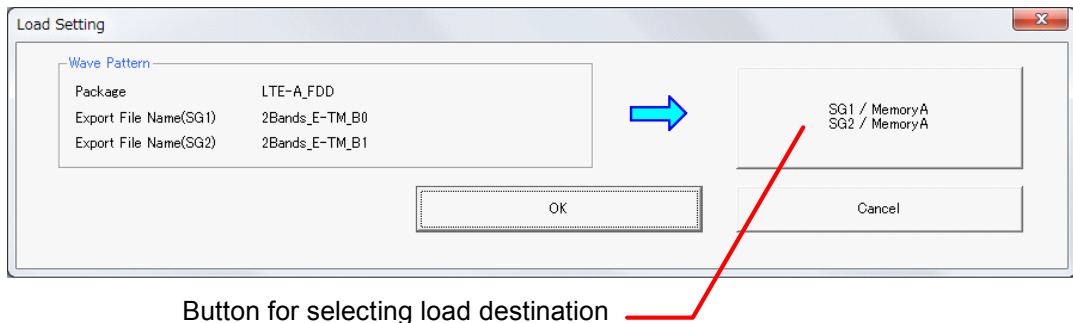 Load Setting
Wave Pattern
Package LTE-A_FDD
Export File Name(SG1) 2Bands_E-TM_B0
Export File Name(SG2) 2Bands_E-TM_B1
SG1 / MemoryA
SG2 / MemoryA
OK
Cancel
Button for selecting load destination